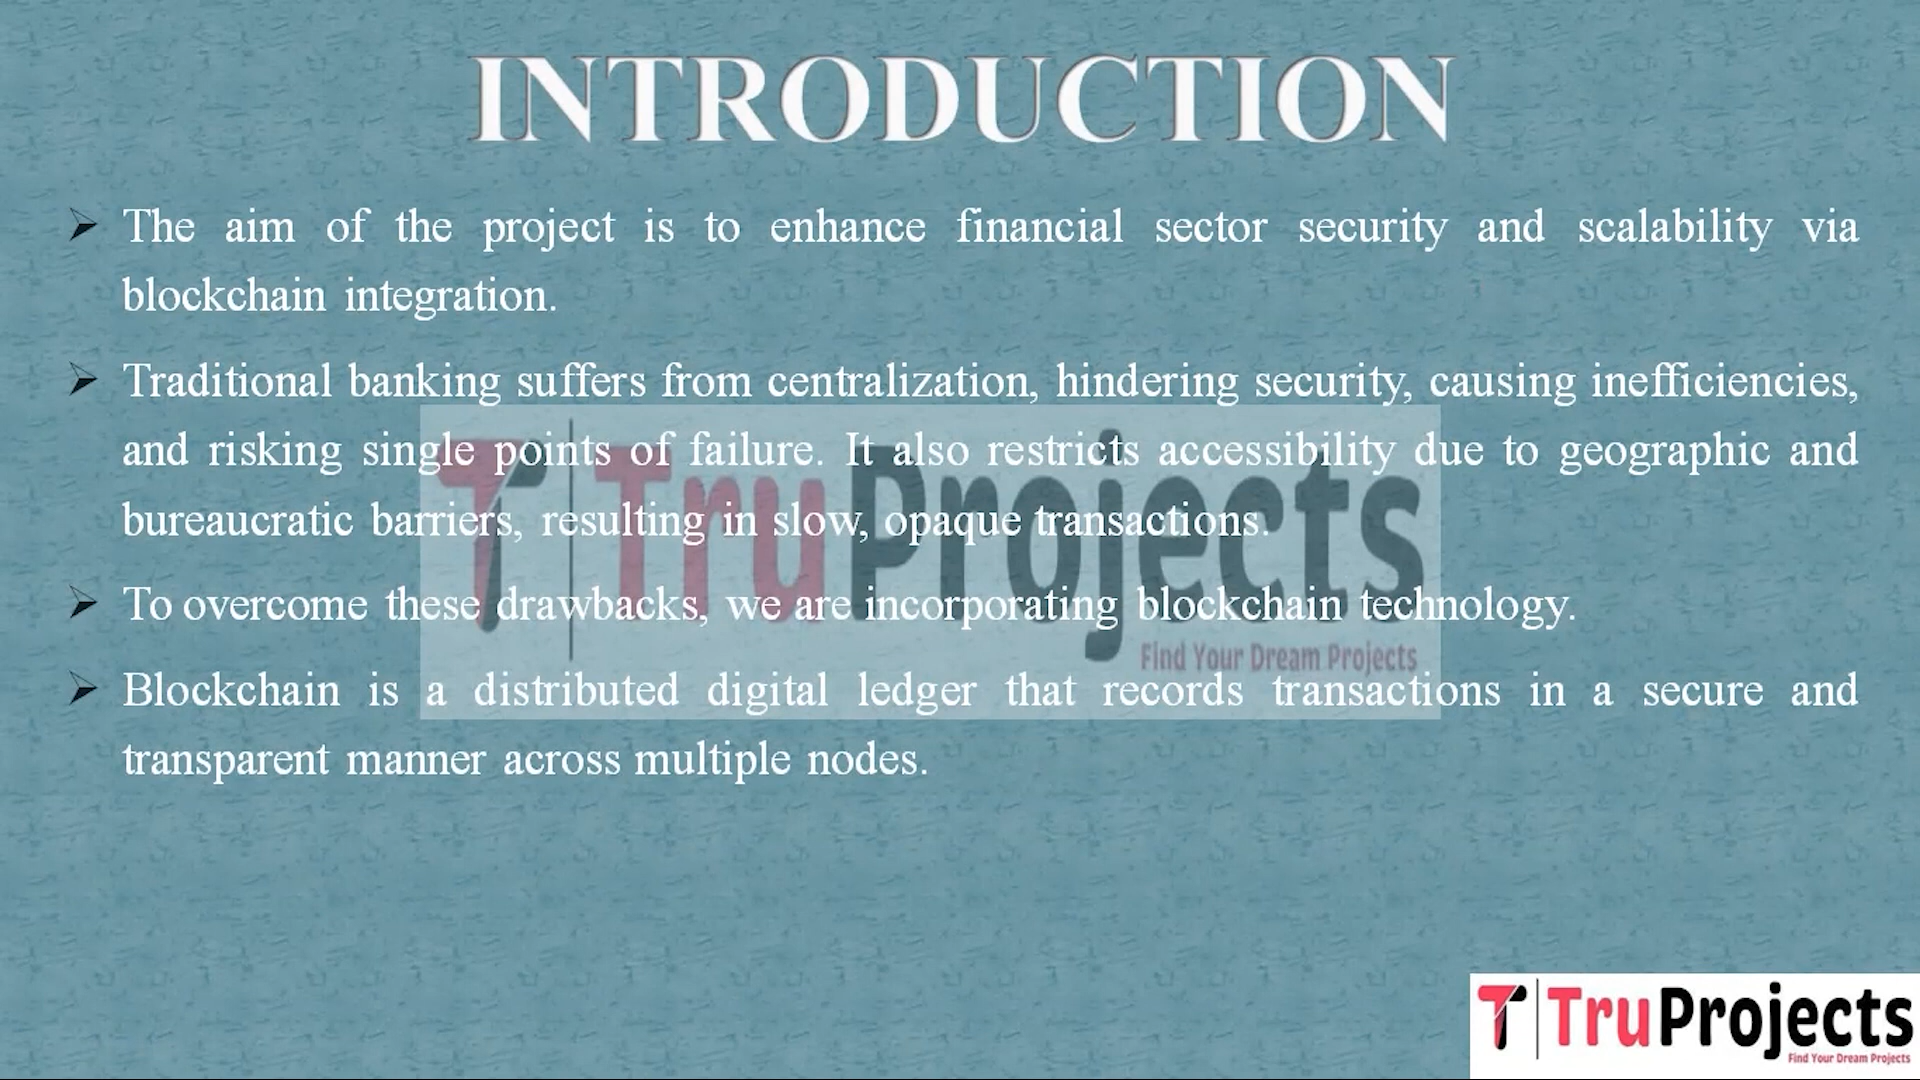 INTRODUCTION
The aim of the project is to enhance financial sector security and scalability via
blockchain integration.
Traditional banking suffers from centralization, hindering security, causing inefficiencies,
and risking single points of failure. It also restricts accessibility due to geographic and
bureaucratic barriers, resulting in slow, opaque transactions.
To overcome these drawbacks, we are incorporating blockchain technology.
Blockchain is a distributed digital ledger that records transactions in a secure and
transparent manner across multiple nodes.
TruProjects
Find Your Dream Projects
TruProjects
Find Your Dream Projects